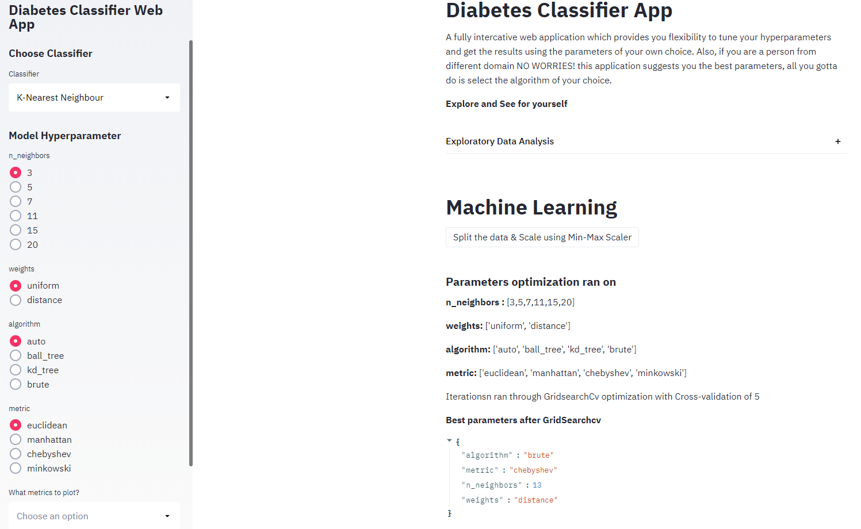 Diabetes Classifier Web
App
Choose Classifier
Classifier
K-Nearest Neighbour
Model Hyperparameter
n_neighbors
3
5
7
11
15
20
weights
uniform
distance
algorithm
auto
ball_tree
kd_tree
brute
metric
euclidean
manhattan
chebyshev
minkowski
What metrics to plot?
Choose an option
Diabetes Classifier App
A fully intercative web application which provides you flexibility to tune your hyperparameters
and get the results using the parameters of your own choice. Also, if you are a person from
different domain NO WORRIES! this application suggests you the best parameters, all you gotta
do is select the algorithm of your choice.
Explore and See for yourself
Exploratory Data Analysis +
Machine Learning
Split the data & Scale using Min-Max Scaler
Parameters optimization ran on
n_neighbors : [3,5,7,11,15,20]
weights: ['uniform', 'distance']
algorithm: ['auto', 'ball_tree', 'kd_tree', 'brute']
metric: ['euclidean', 'manhattan', 'chebyshev', 'minkowski']
Iterationsn ran through GridsearchCv optimization with Cross-validation of 5
Best parameters after GridSearchcv
{
"algorithm" : "brute"
"metric" : "chebyshev"
"n_neighbors" : 13
"weights" : "distance"
}